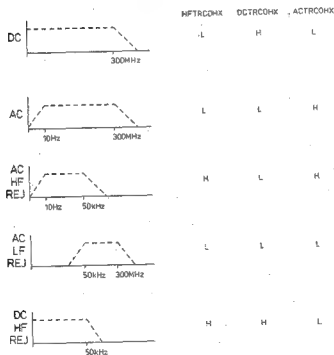 HFTRCOHX DCTRCOHX ACTRCOHX
DC L H L
300MHz
AC L L H
10Hz 300MHz
AC
HF H L H
REJ
10Hz 50kHz
AC
LF L L L
REJ
50kHz 300MHz
DC
HF H H L
REJ
50kHz